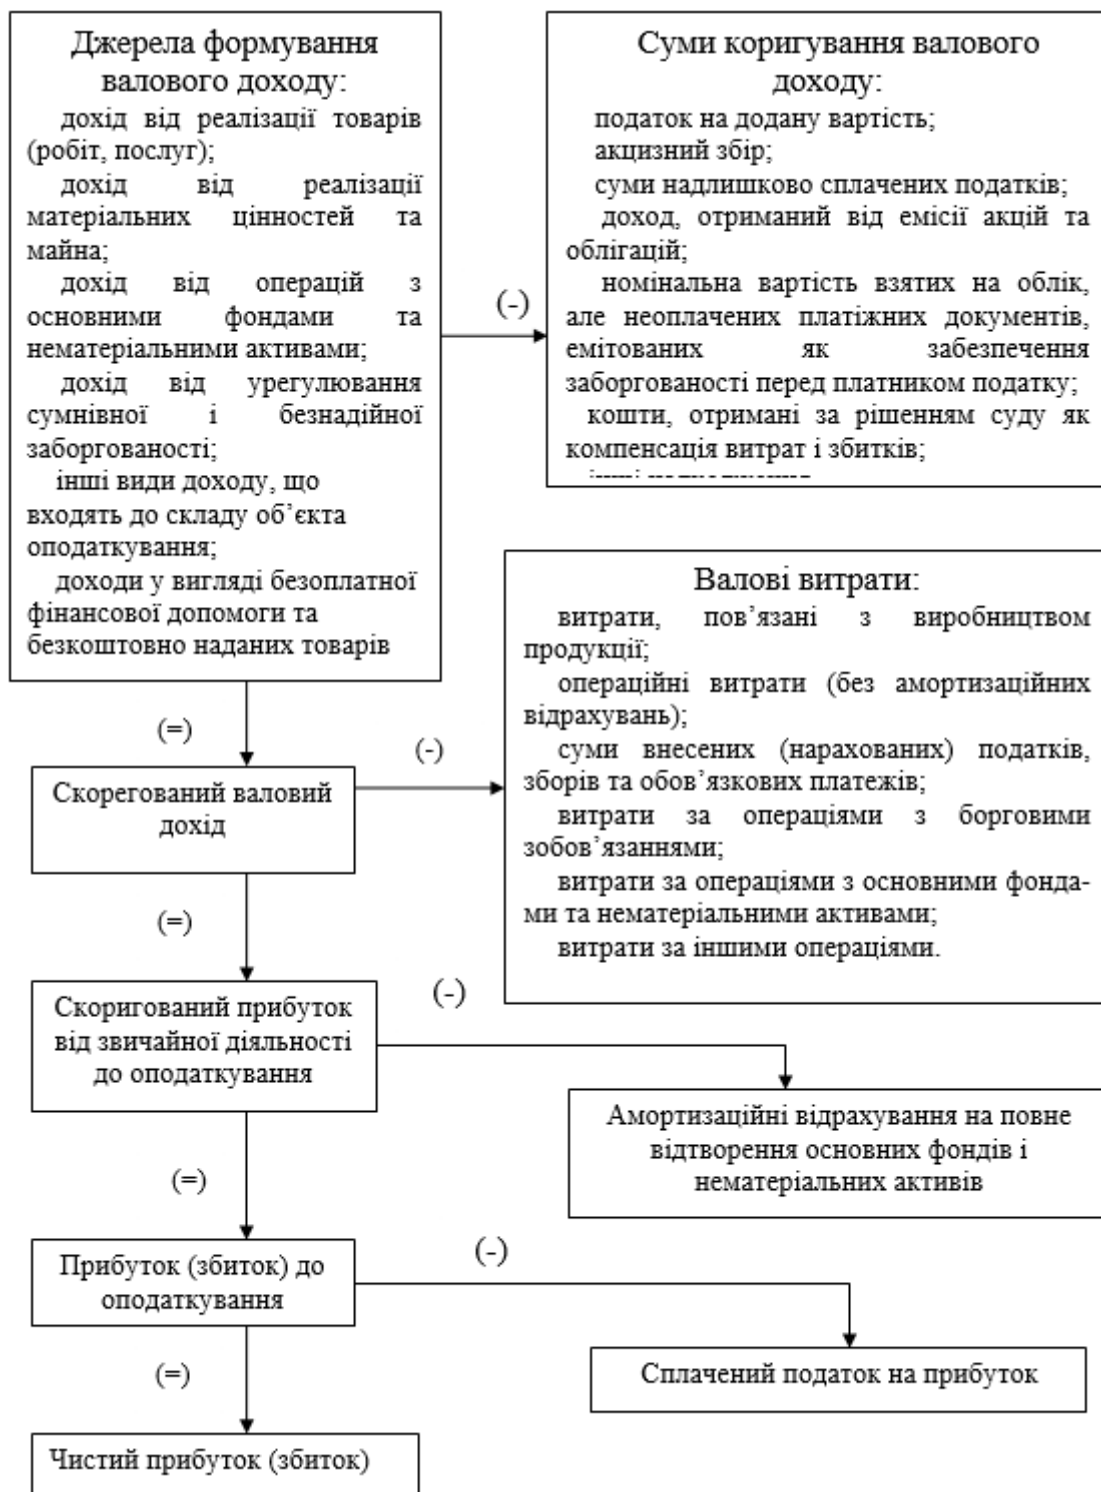 Джерела формування
валового доходу:
дохід від реалізації товарів
(робіт, послуг);
дохід від реалізації
матеріальних цінностей та
майна;
дохід від операцій з
основними фондами та
нематеріальними активами;
дохід від урегулювання
сумнівної і безнадійної
заборгованості;
інші види доходу, що
входять до складу об’єкта
оподаткування;
доходи у вигляді безоплатної
фінансової допомоги та
безкоштовно наданих товарів
(-)
Суми коригування валового
доходу:
податок на додану вартість;
акцизний збір;
суми надлишково сплачених податків;
доход, отриманий від емісії акцій та
облігацій;
номінальна вартість взятих на облік,
але неоплачених платіжних документів,
емітованих як забезпечення
заборгованості перед платником податку;
кошти, отримані за рішенням суду як
компенсація витрат і збитків;
(=)
Скорегований валовий
дохід
(-)
Валові витрати:
витрати, пов’язані з виробництвом
продукції;
операційні витрати (без амортизаційних
відрахувань);
суми внесених (нарахованих) податків,
зборів та обов’язкових платежів;
витрати за операціями з борговими
зобов’язаннями;
витрати за операціями з основними фонда-
ми та нематеріальними активами;
витрати за іншими операціями.
(=)
Скоригований прибуток
від звичайної діяльності
до оподаткування
(-)
Амортизаційні відрахування на повне
відтворення основних фондів і
нематеріальних активів
(=)
Прибуток (збиток) до
оподаткування
(-)
Сплачений податок на прибуток
(=)
Чистий прибуток (збиток)